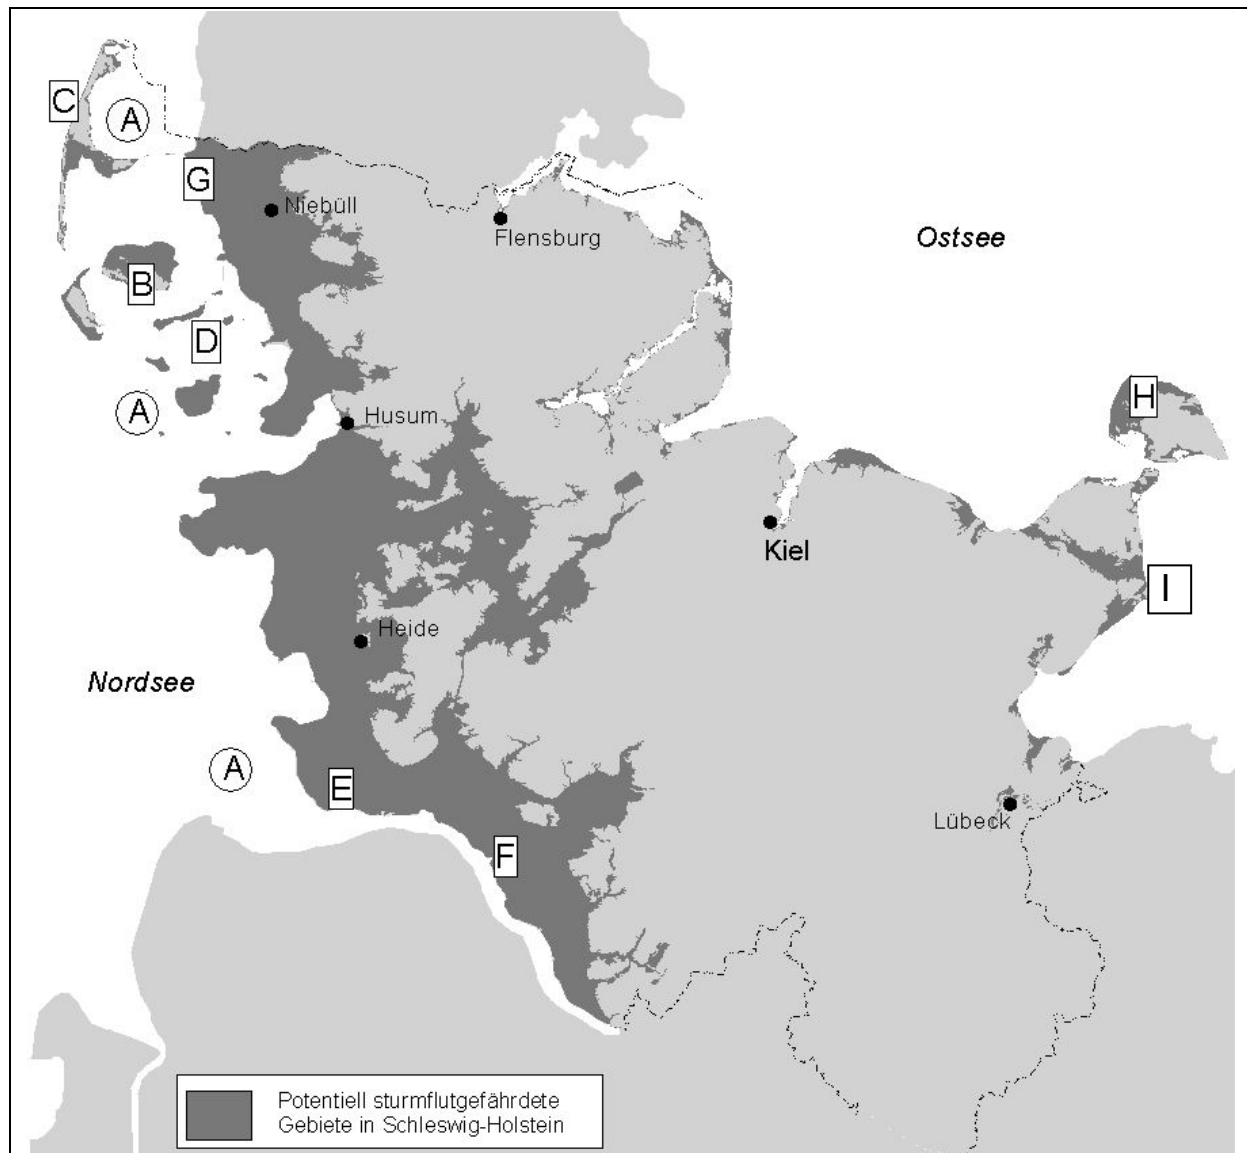 C
A
G
Niebüll
Flensburg
Ostsee
B
D
A
Husum
H
Kiel
I
Heide
Nordsee
A
E
Lübeck
F
Potentiell sturmflutgefährdete
Gebiete in Schleswig-Holstein